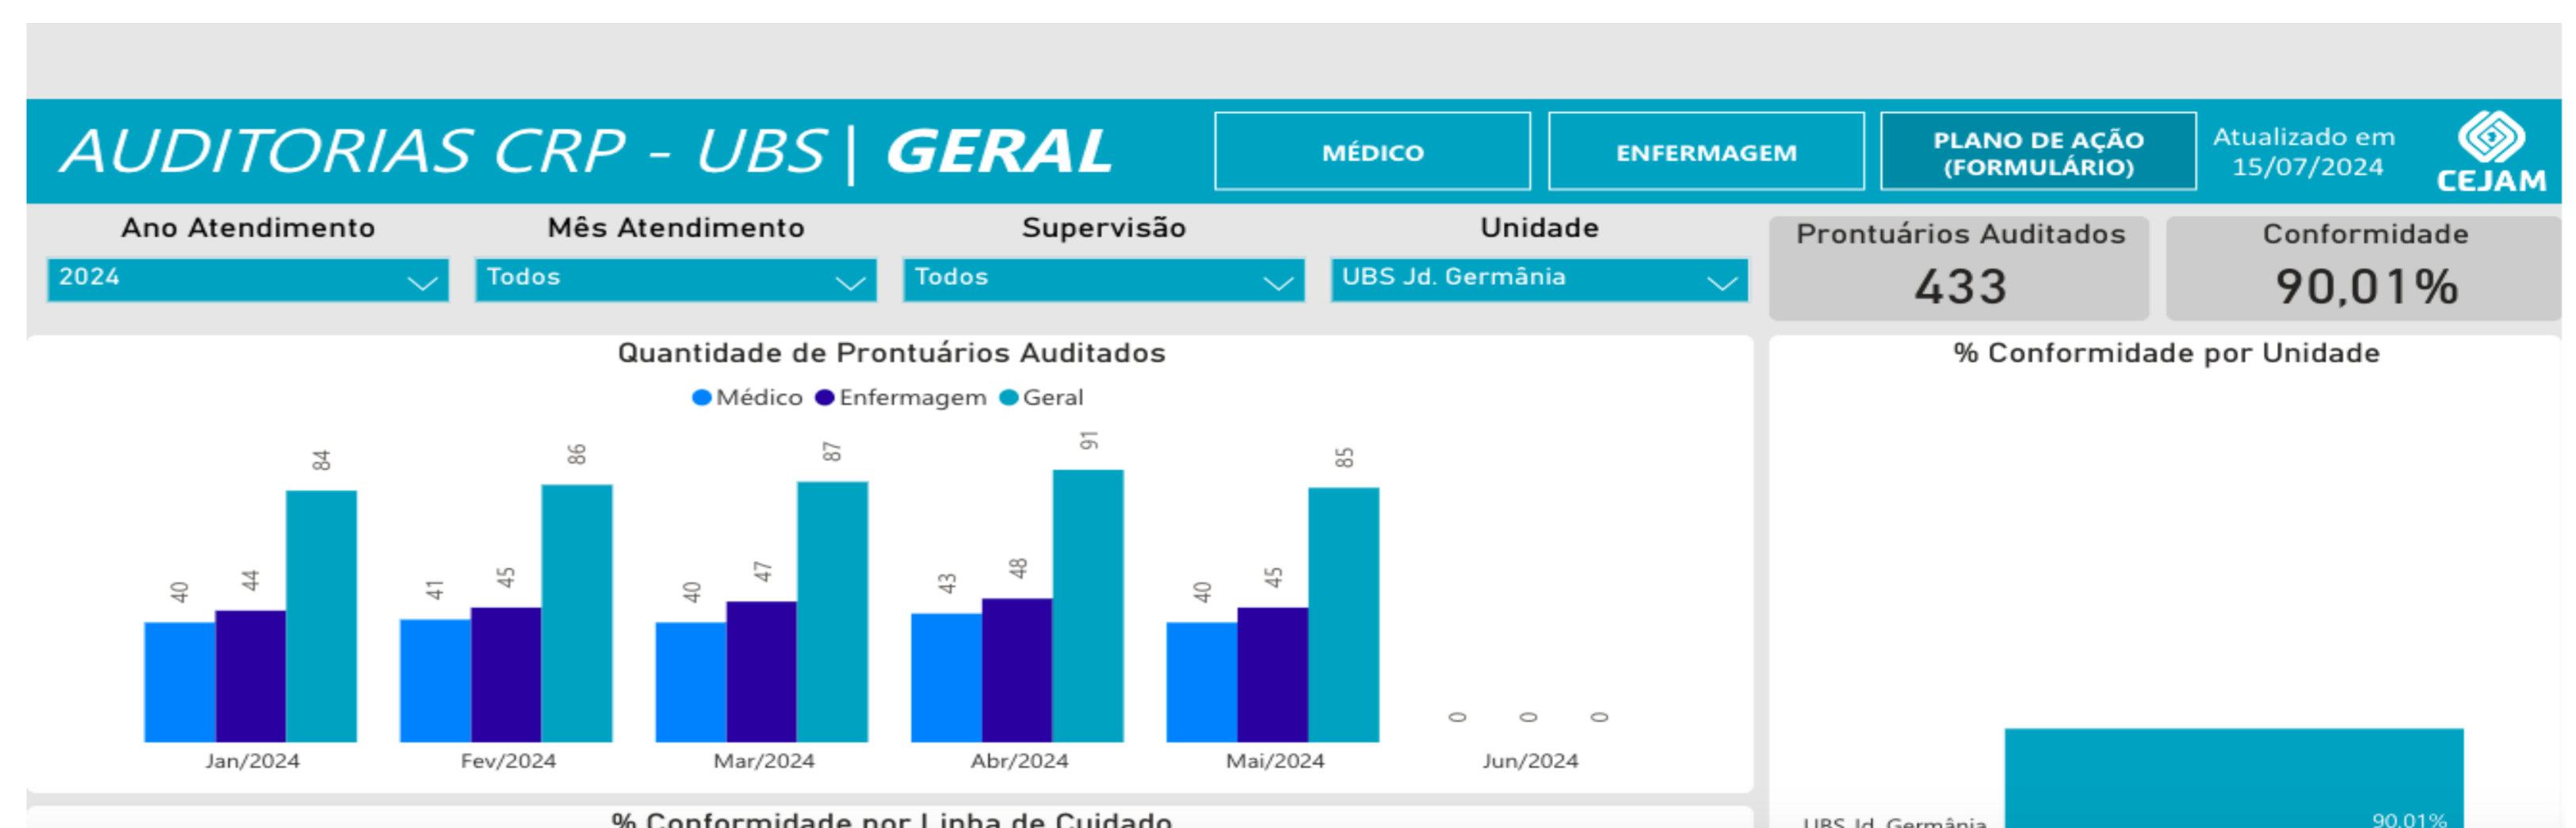 AUDITORIAS CRP - UBS | GERAL
MÉDICO
ENFERMAGEM
PLANO DE AÇÃO
(FORMULÁRIO)
Atualizado em
15/07/2024
CEJAM
Ano Atendimento
2024
Mês Atendimento
Todos
Supervisão
Todos
Unidade
UBS Jd. Germânia
Prontuários Auditados
433
Conformidade
90,01%
Quantidade de Prontuários Auditados
Médico Enfermagem Geral
40 44 84
41 45 86
40 47 87
43 48 91
40 45 85
0 0 0
Jan/2024 Fev/2024 Mar/2024 Abr/2024 Mai/2024 Jun/2024
% Conformidade por Unidade
UBS Jd. Germânia
90,01%
% Conformidade por Linha de Cuidado